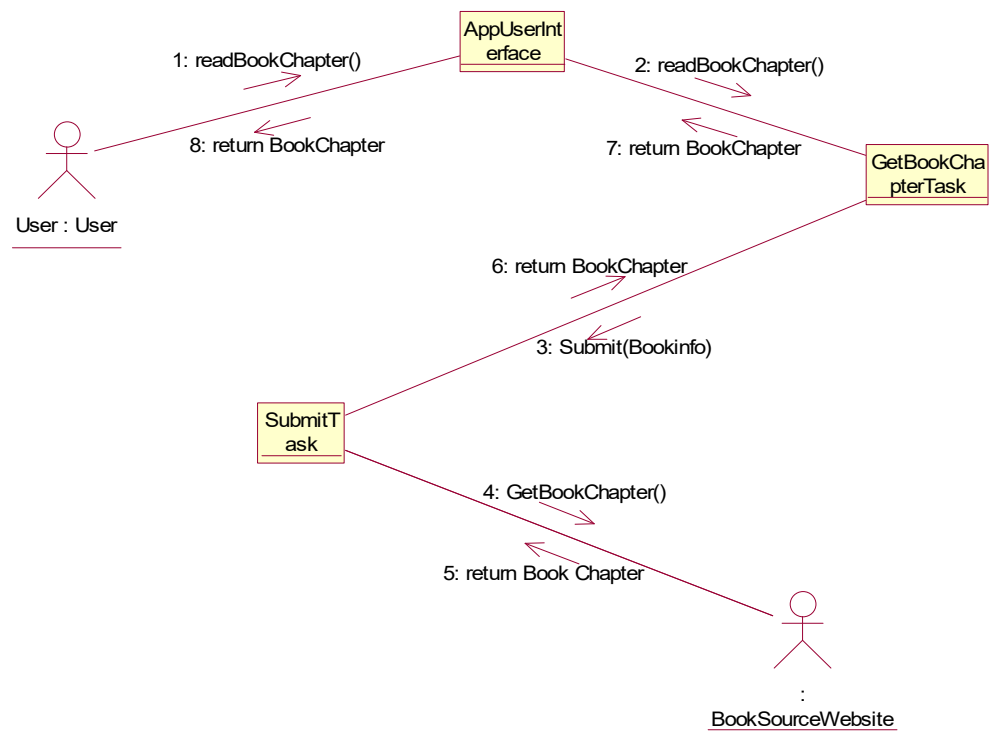 AppUserInt
erface
1: readBookChapter()
2: readBookChapter()
8: return BookChapter
7: return BookChapter
GetBookCha
pterTask
User : User
6: return BookChapter
3: Submit(Bookinfo)
SubmitT
ask
4: GetBookChapter()
5: return Book Chapter
:
BookSourceWebsite